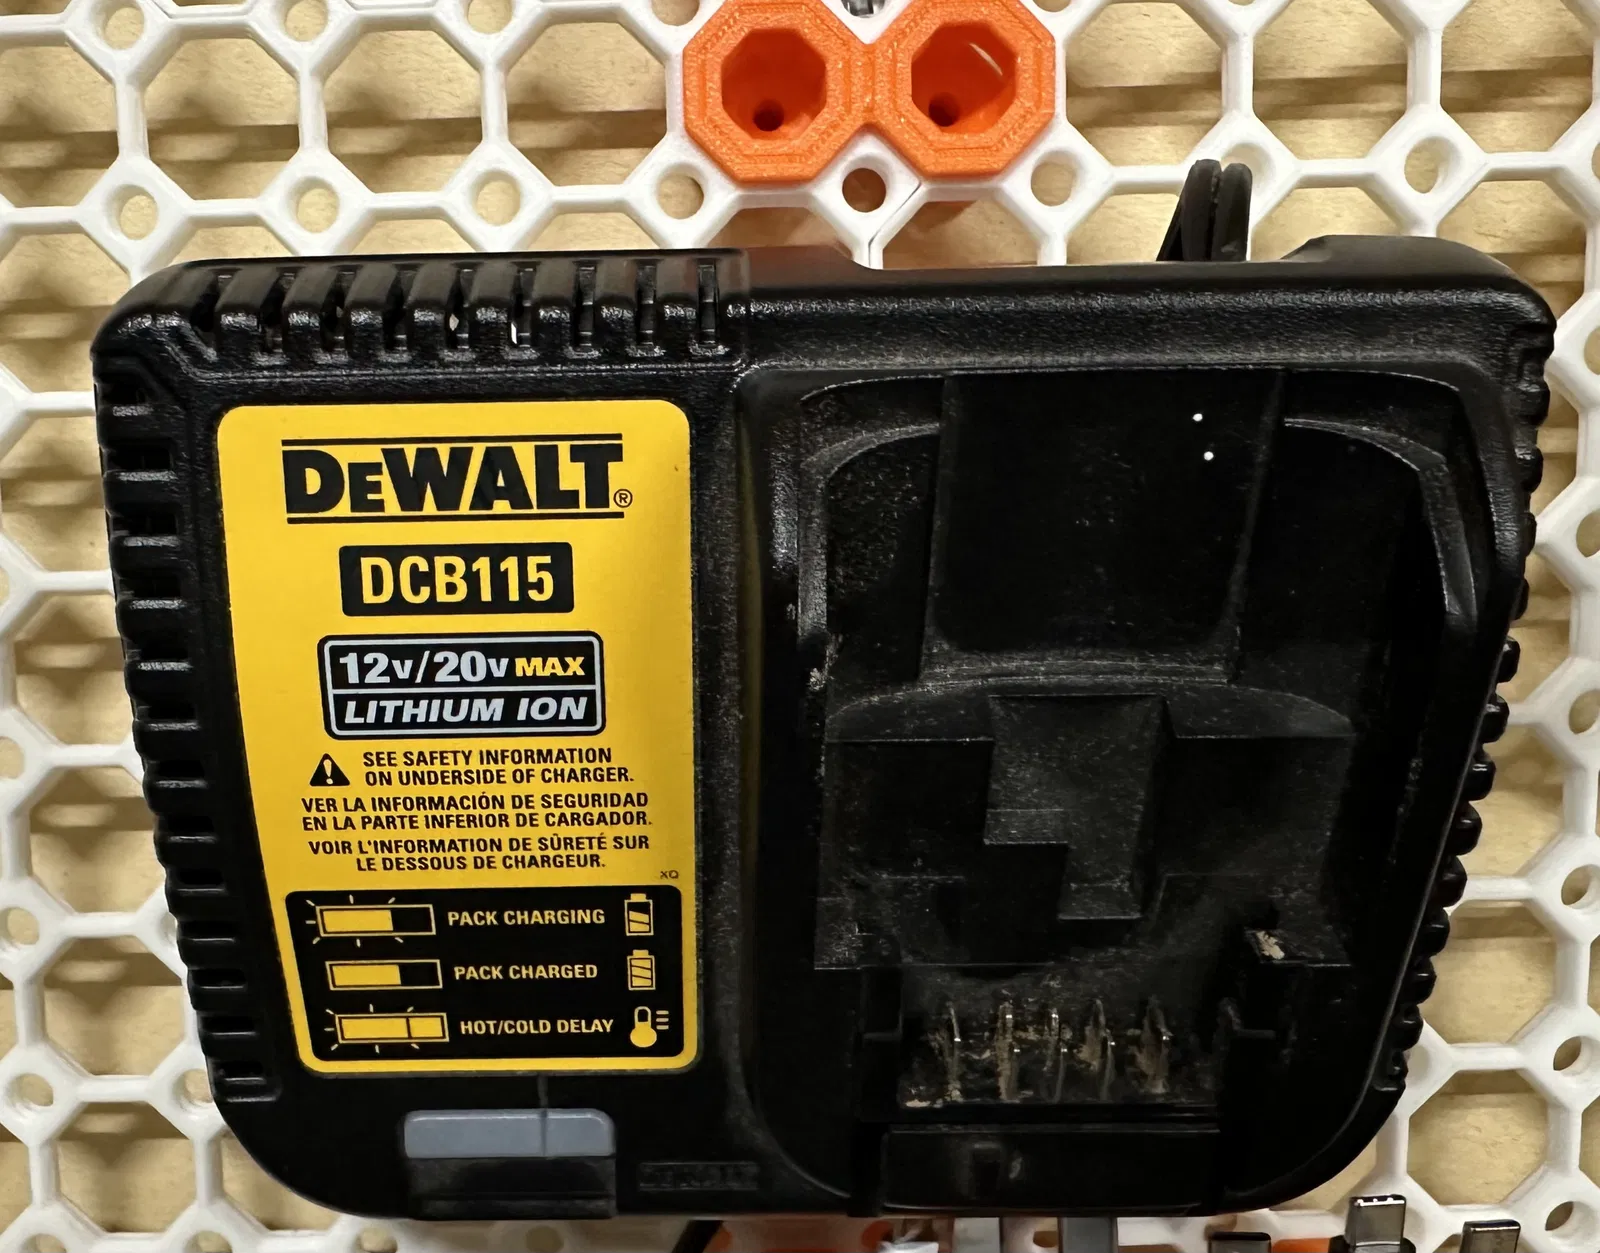 DEWALT®
DCB115
12V/20V MAX
LITHIUM ION
SEE SAFETY INFORMATION
ON UNDERSIDE OF CHARGER.
VER LA INFORMACIÓN DE SEGURIDAD
EN LA PARTE INFERIOR DE CARGADOR.
VOIR L'INFORMATION DE SÛRETÉ SUR
LE DESSOUS DE CHARGEUR.
XQ
PACK CHARGING
PACK CHARGED
HOT/COLD DELAY
DEWALT